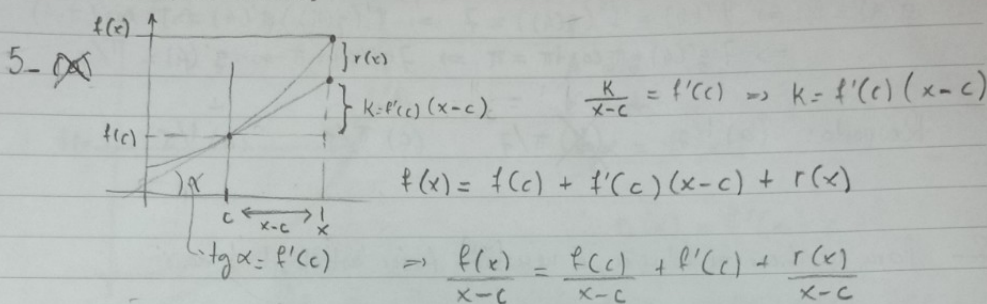 f(x)
5-
} r(x)
} k=f'(c)(x-c)
k/(x-c) = f'(c) => k=f'(c)(x-c)
f(c)
f(x) = f(c) + f'(c)(x-c) + r(x)
α
c x-c x
tg α = f'(c)
=> f(x)/(x-c) = f(c)/(x-c) + f'(c) + r(x)/(x-c)